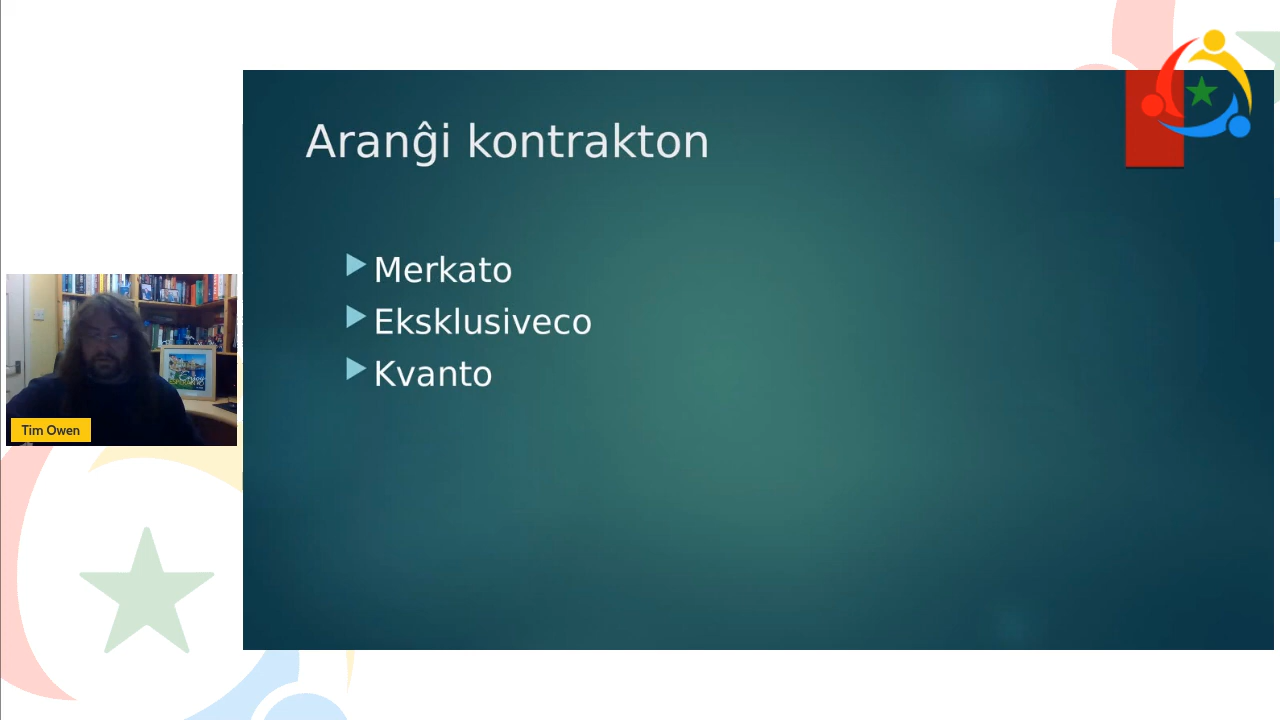 Aranĝi kontrakton
Merkato
Eksklusiveco
Kvanto
Tim Owen